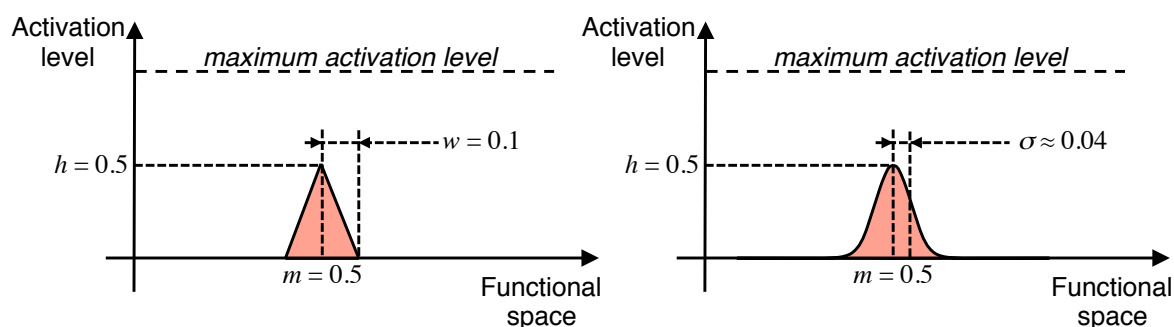 Activation
level
maximum activation level
w = 0.1
h = 0.5
m = 0.5
Functional
space
Activation
level
maximum activation level
σ ≈ 0.04
h = 0.5
m = 0.5
Functional
space